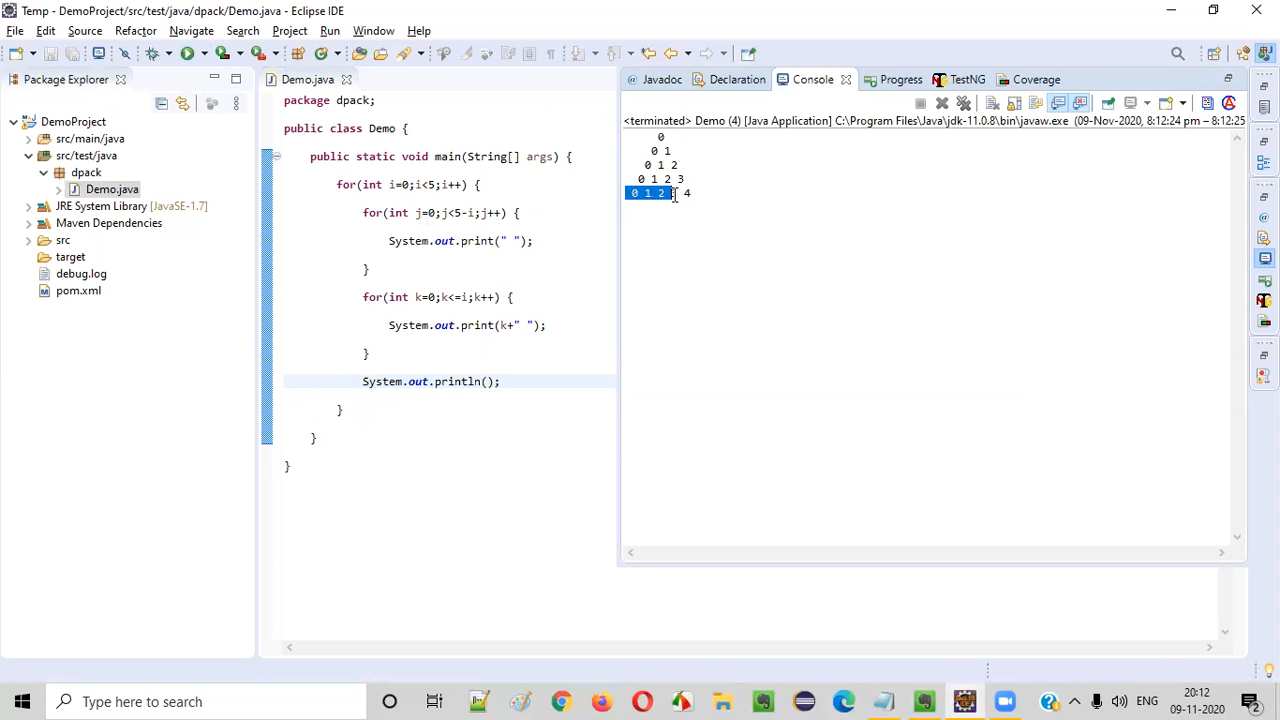 Temp - DemoProject/src/test/java/dpack/Demo.java - Eclipse IDE
File Edit Source Refactor Navigate Search Project Run Window Help
Package Explorer
DemoProject
src/main/java
src/test/java
dpack
Demo.java
JRE System Library [JavaSE-1.7]
Maven Dependencies
src
target
debug.log
pom.xml
Demo.java
package dpack;
public class Demo {
public static void main(String[] args) {
for(int i=0;i<5;i++) {
for(int j=0;j<5-i;j++) {
System.out.print(" ");
}
for(int k=0;k<=i;k++) {
System.out.print(k+" ");
}
System.out.println();
}
}
}
Javadoc Declaration Console Progress TestNG Coverage
<terminated> Demo (4) [Java Application] C:\Program Files\Java\jdk-11.0.8\bin\javaw.exe (09-Nov-2020, 8:12:24 pm – 8:12:25
0
0 1
0 1 2
0 1 2 3
0 1 2 4
Type here to search
ENG
20:12
09-11-2020
2